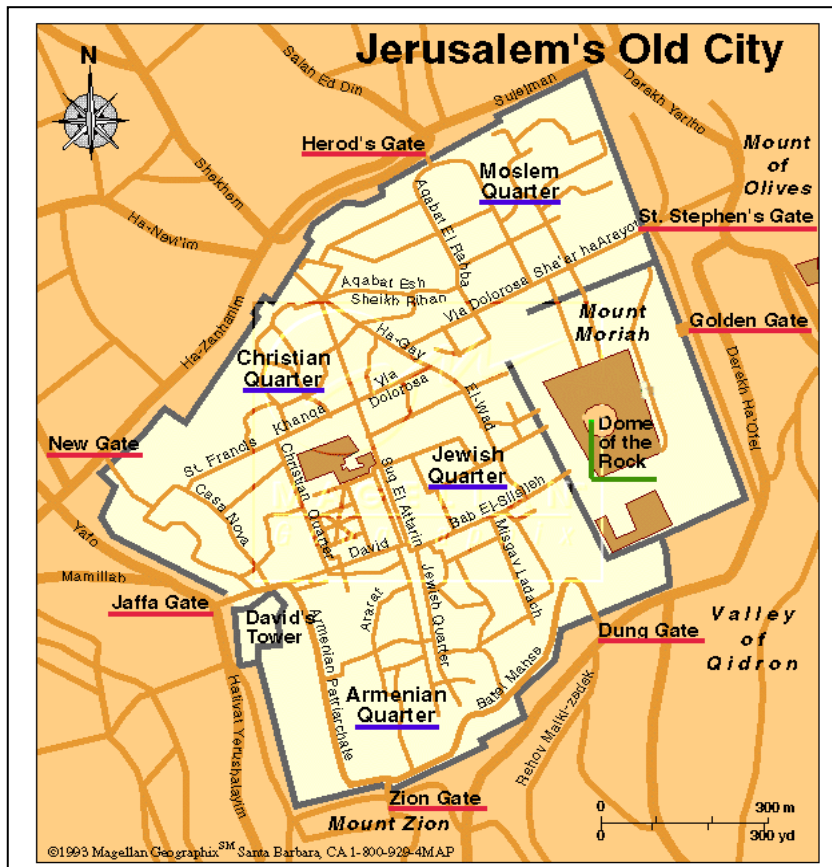 Jerusalem's Old City
N
Salah Ed Din
Suleiman
Derekh Yeriho
Herod's Gate
Moslem
Quarter
Mount
of
Olives
Shekhem
Ha-Nevi'im
Aqabat El Rahba
St. Stephen's Gate
Via Dolorosa Sha'ar haArayot
Aqabat Esh
Sheikh Rihan
Ha-Zanhanim
Mount
Moriah
Golden Gate
Ha-Gay
Christian
Quarter
Via
Dolorosa
El-Wad
Derekh Ha'Ofel
New Gate
St. Francis
Khanqa
Dome
of the
Rock
Jewish
Quarter
Christian Quarter
Suq El Attarin
Casa Nova
Bab El-Silsileh
Yafo
David
Misgav Ladach
Mamillah
Jaffa Gate
David's
Tower
Ararat
Jewish Quarter
Dung Gate
Valley
of
Qidron
Armenian Patriarchate
Armenian
Quarter
Batei Mahse
Hativat Yerushalayim
Rehov Malki-zedek
Zion Gate
Mount Zion
0 300 m
0 300 yd
©1993 Magellan Geographix℠ Santa Barbara, CA 1-800-929-4MAP